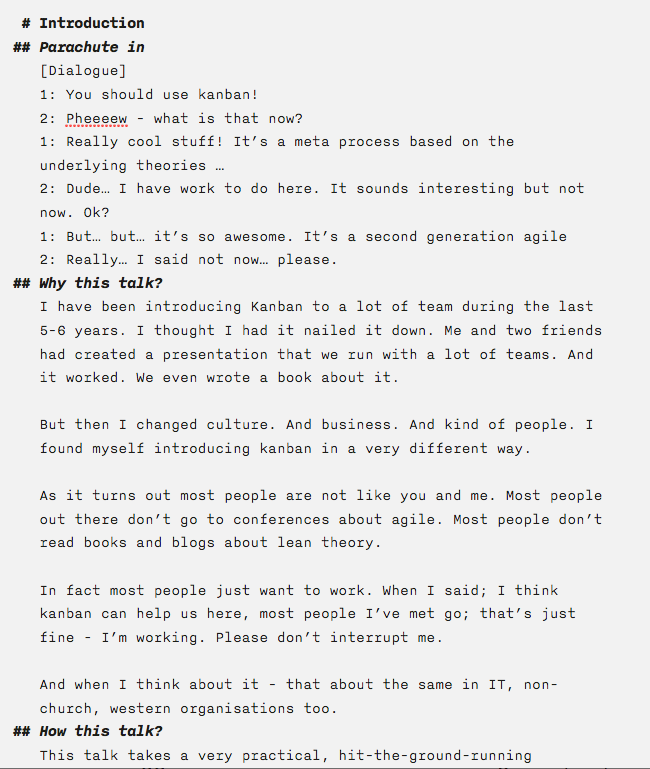 # Introduction
## Parachute in
[Dialogue]
1: You should use kanban!
2: Pheeeew - what is that now?
1: Really cool stuff! It’s a meta process based on the
underlying theories …
2: Dude… I have work to do here. It sounds interesting but not
now. Ok?
1: But… but… it’s so awesome. It’s a second generation agile
2: Really… I said not now… please.
## Why this talk?
I have been introducing Kanban to a lot of team during the last
5-6 years. I thought I had it nailed it down. Me and two friends
had created a presentation that we run with a lot of teams. And
it worked. We even wrote a book about it.
But then I changed culture. And business. And kind of people. I
found myself introducing kanban in a very different way.
As it turns out most people are not like you and me. Most people
out there don’t go to conferences about agile. Most people don’t
read books and blogs about lean theory.
In fact most people just want to work. When I said; I think
kanban can help us here, most people I’ve met go; that’s just
fine - I’m working. Please don’t interrupt me.
And when I think about it - that about the same in IT, non-
church, western organisations too.
## How this talk?
This talk takes a very practical, hit-the-ground-running